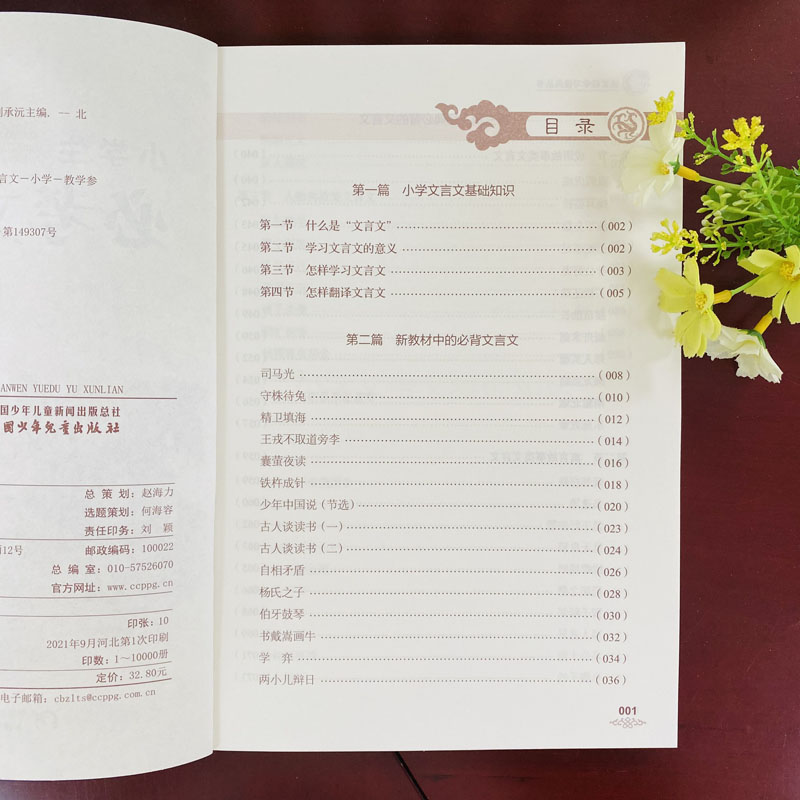 承沅主编. -- 北
言文－小学－教学参
第149307号
ANWEN YUEDU YU XUNLIAN
国少年儿童新闻出版总社
國少年兒童出版社
总 策 划：赵海力
选题策划：何海容
责任印务：刘 颖
12号 邮政编码：100022
总 编 室：010-57526070
官方网址：www.ccppg.cn
印张：10
2021年9月河北第1次印刷
印数：1～10000册
定价：32.80元
电子邮箱：cbzlts@ccppg.com.cn
目 录
第一篇 小学文言文基础知识
第一节 什么是“文言文”（002）
第二节 学习文言文的意义（002）
第三节 怎样学习文言文（003）
第四节 怎样翻译文言文（005）
第二篇 新教材中的必背文言文
司马光（008）
守株待兔（010）
精卫填海（012）
王戎不取道旁李（014）
囊萤夜读（016）
铁杵成针（018）
少年中国说（节选）（020）
古人谈读书（一）（023）
古人谈读书（二）（024）
自相矛盾（026）
杨氏之子（028）
伯牙鼓琴（030）
书戴嵩画牛（032）
学 弈（034）
两小儿辩日（036）
001